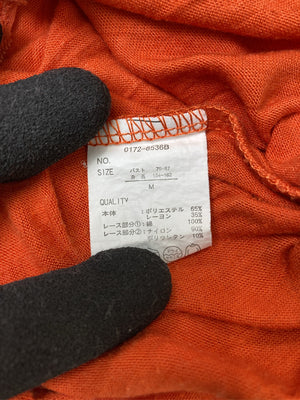 0172-8536B
NO.
SIZE バスト 79-87
身 長 154-162
M
QUALITY
本体 : ポリエステル 65%
レーヨン 35%
レース部分① : 綿 100%
レース部分② : ナイロン 90%
ポリウレタン 10%